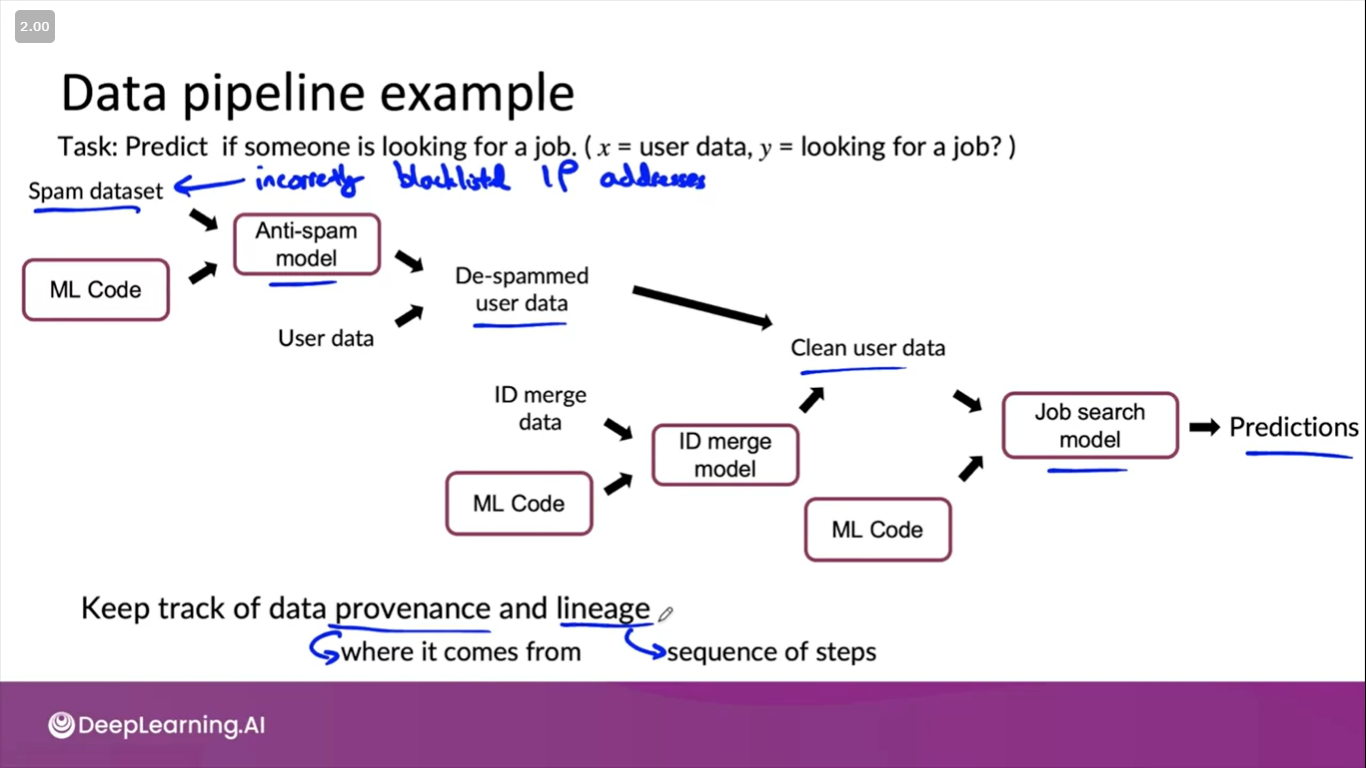 2.00
Data pipeline example
Task: Predict if someone is looking for a job. ( x = user data, y = looking for a job? )
incorrectly blacklisted IP addresses
Spam dataset
Anti-spam
model
ML Code
De-spammed
user data
User data
Clean user data
ID merge
data
ID merge
model
ML Code
Job search
model
Predictions
ML Code
Keep track of data provenance and lineage
where it comes from
sequence of steps
DeepLearning.AI